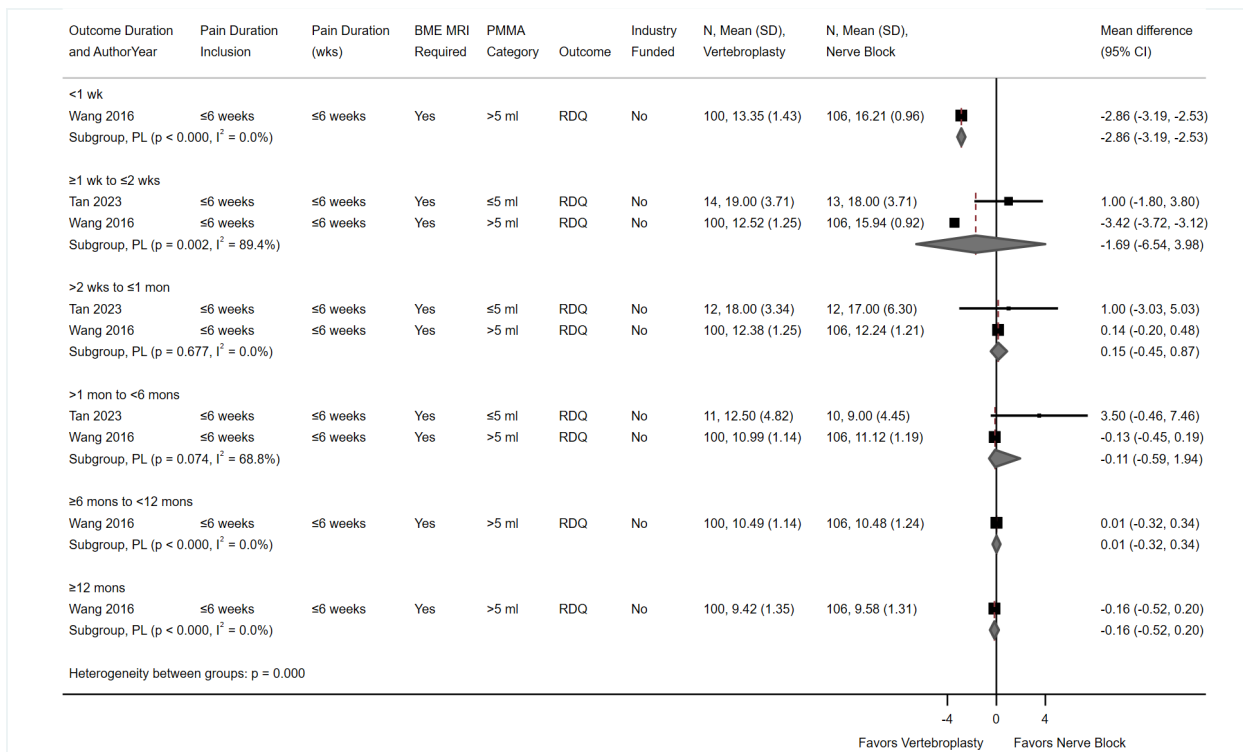 Outcome Duration Pain Duration Pain Duration BME MRI PMMA Industry N, Mean (SD), N, Mean (SD), Mean difference
and AuthorYear Inclusion (wks) Required Category Outcome Funded Vertebroplasty Nerve Block (95% CI)
<1 wk
Wang 2016 ≤6 weeks ≤6 weeks Yes >5 ml RDQ No 100, 13.35 (1.43) 106, 16.21 (0.96) -2.86 (-3.19, -2.53)
Subgroup, PL (p < 0.000, I² = 0.0%) -2.86 (-3.19, -2.53)
≥1 wk to ≤2 wks
Tan 2023 ≤6 weeks ≤6 weeks Yes ≤5 ml RDQ No 14, 19.00 (3.71) 13, 18.00 (3.71) 1.00 (-1.80, 3.80)
Wang 2016 ≤6 weeks ≤6 weeks Yes >5 ml RDQ No 100, 12.52 (1.25) 106, 15.94 (0.92) -3.42 (-3.72, -3.12)
Subgroup, PL (p = 0.002, I² = 89.4%) -1.69 (-6.54, 3.98)
>2 wks to ≤1 mon
Tan 2023 ≤6 weeks ≤6 weeks Yes ≤5 ml RDQ No 12, 18.00 (3.34) 12, 17.00 (6.30) 1.00 (-3.03, 5.03)
Wang 2016 ≤6 weeks ≤6 weeks Yes >5 ml RDQ No 100, 12.38 (1.25) 106, 12.24 (1.21) 0.14 (-0.20, 0.48)
Subgroup, PL (p = 0.677, I² = 0.0%) 0.15 (-0.45, 0.87)
>1 mon to <6 mons
Tan 2023 ≤6 weeks ≤6 weeks Yes ≤5 ml RDQ No 11, 12.50 (4.82) 10, 9.00 (4.45) 3.50 (-0.46, 7.46)
Wang 2016 ≤6 weeks ≤6 weeks Yes >5 ml RDQ No 100, 10.99 (1.14) 106, 11.12 (1.19) -0.13 (-0.45, 0.19)
Subgroup, PL (p = 0.074, I² = 68.8%) -0.11 (-0.59, 1.94)
≥6 mons to <12 mons
Wang 2016 ≤6 weeks ≤6 weeks Yes >5 ml RDQ No 100, 10.49 (1.14) 106, 10.48 (1.24) 0.01 (-0.32, 0.34)
Subgroup, PL (p < 0.000, I² = 0.0%) 0.01 (-0.32, 0.34)
≥12 mons
Wang 2016 ≤6 weeks ≤6 weeks Yes >5 ml RDQ No 100, 9.42 (1.35) 106, 9.58 (1.31) -0.16 (-0.52, 0.20)
Subgroup, PL (p < 0.000, I² = 0.0%) -0.16 (-0.52, 0.20)
Heterogeneity between groups: p = 0.000
-4 0 4
Favors Vertebroplasty Favors Nerve Block